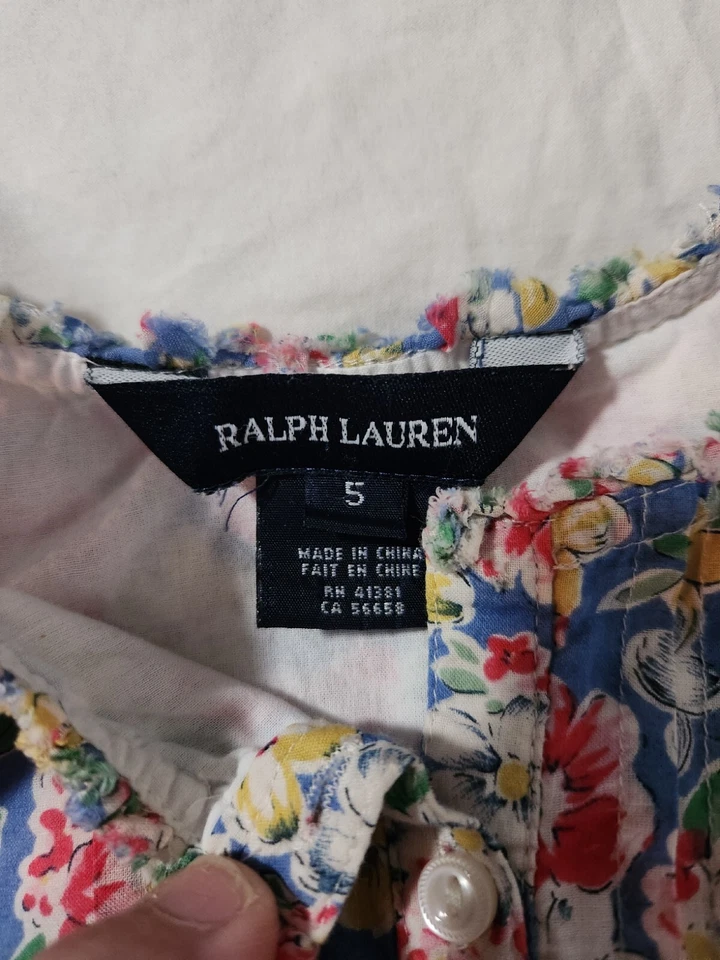 RALPH LAUREN
5
MADE IN CHINA
FAIT EN CHINE
RN 41381
CA 56658